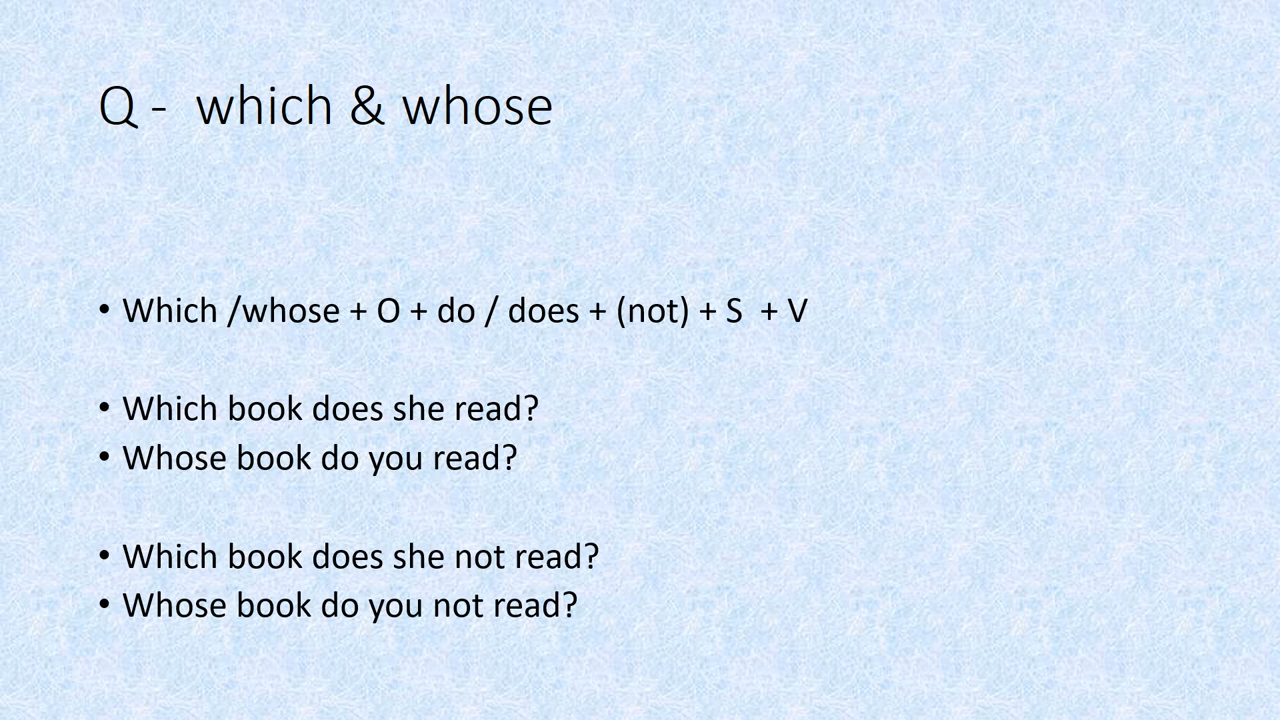 Q -  which & whose
• Which /whose + O + do / does + (not) + S  + V
• Which book does she read?
• Whose book do you read?
• Which book does she not read?
• Whose book do you not read?